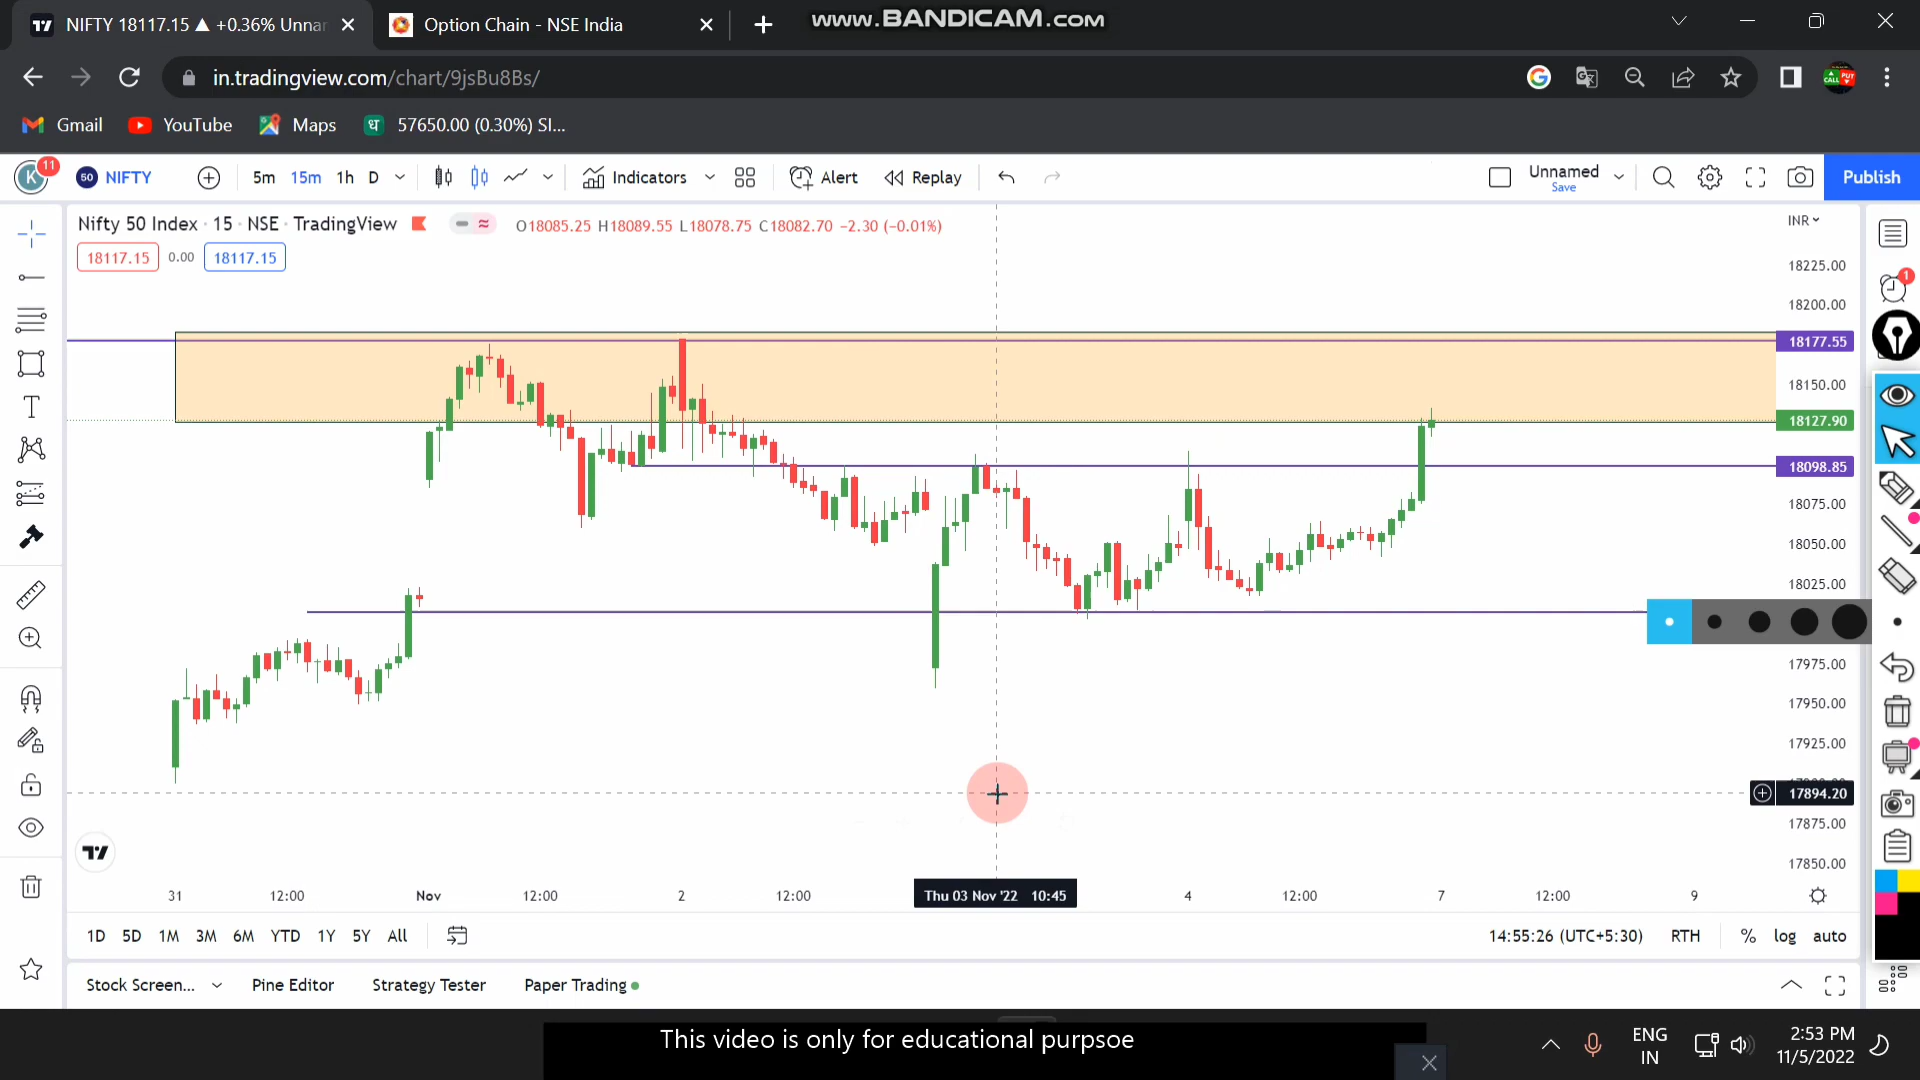 NIFTY 18117.15 ▲ +0.36% Unnar
Option Chain - NSE India
www.BANDICAM.com
in.tradingview.com/chart/9jsBu8Bs/
CALL PUT
Gmail YouTube Maps 57650.00 (0.30%) SI...
K 11 50 NIFTY 5m 15m 1h D Indicators Alert Replay Unnamed Save Publish
Nifty 50 Index · 15 · NSE · TradingView O18085.25 H18089.55 L18078.75 C18082.70 −2.30 (−0.01%) INR
18117.15 0.00 18117.15
18225.00
1
18200.00
18177.55
18150.00
18127.90
18098.85
18075.00
18050.00
18025.00
17975.00
17950.00
17925.00
17894.20
17875.00
17850.00
31 12:00 Nov 12:00 2 12:00 Thu 03 Nov '22 10:45 4 12:00 7 12:00 9
1D 5D 1M 3M 6M YTD 1Y 5Y All 14:55:26 (UTC+5:30) RTH % log auto
Stock Screen... Pine Editor Strategy Tester Paper Trading
This video is only for educational purpsoe
ENG
IN
2:53 PM
11/5/2022